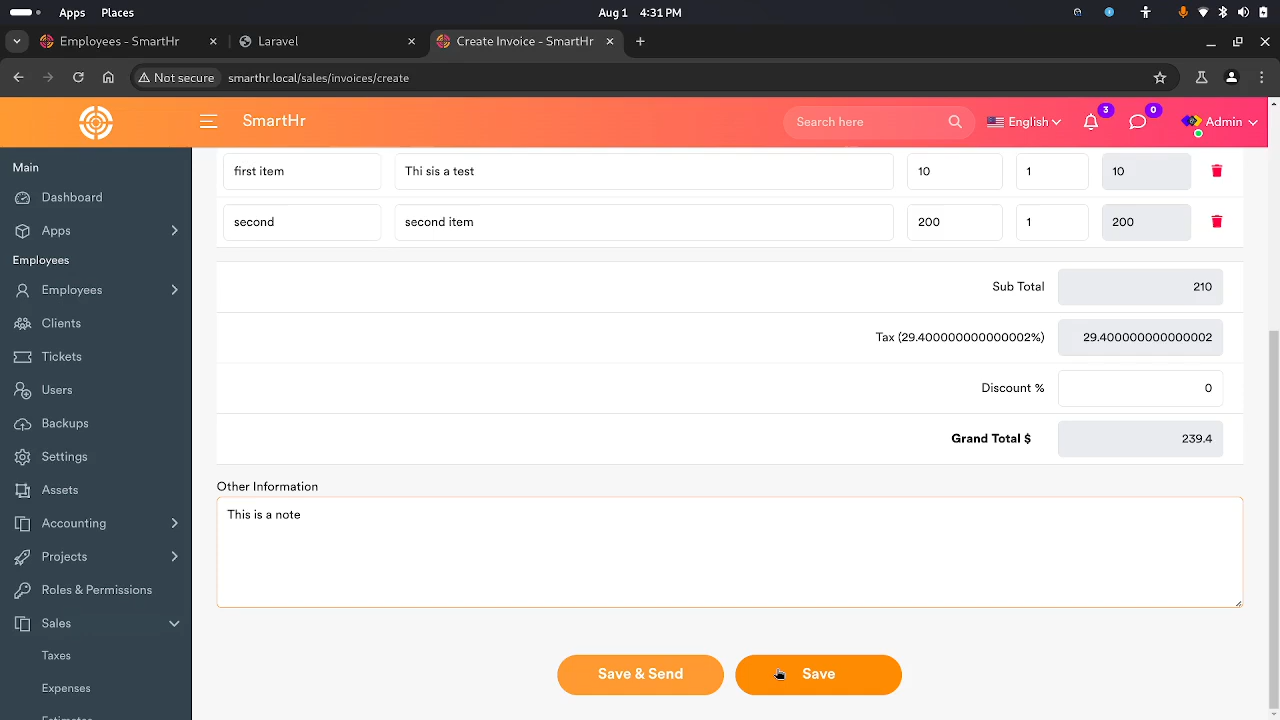 Apps Places Aug 1 4:31 PM
Employees - SmartHr Laravel Create Invoice - SmartHr
Not secure smarthr.local/sales/invoices/create
SmartHr Search here English 3 0 Admin
Main
Dashboard
Apps
Employees
Employees
Clients
Tickets
Users
Backups
Settings
Assets
Accounting
Projects
Roles & Permissions
Sales
Taxes
Expenses
Estimates
first item Thi sis a test 10 1 10
second second item 200 1 200
Sub Total 210
Tax (29.400000000000002%) 29.400000000000002
Discount % 0
Grand Total $ 239.4
Other Information
This is a note
Save & Send Save